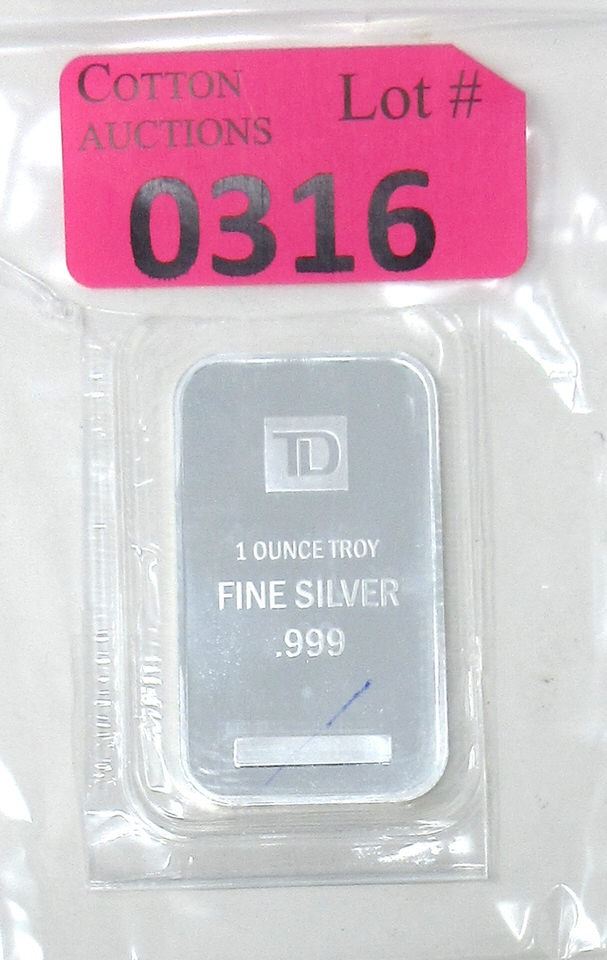 COTTON
AUCTIONS
Lot #
0316
TD
1 OUNCE TROY
FINE SILVER
.999